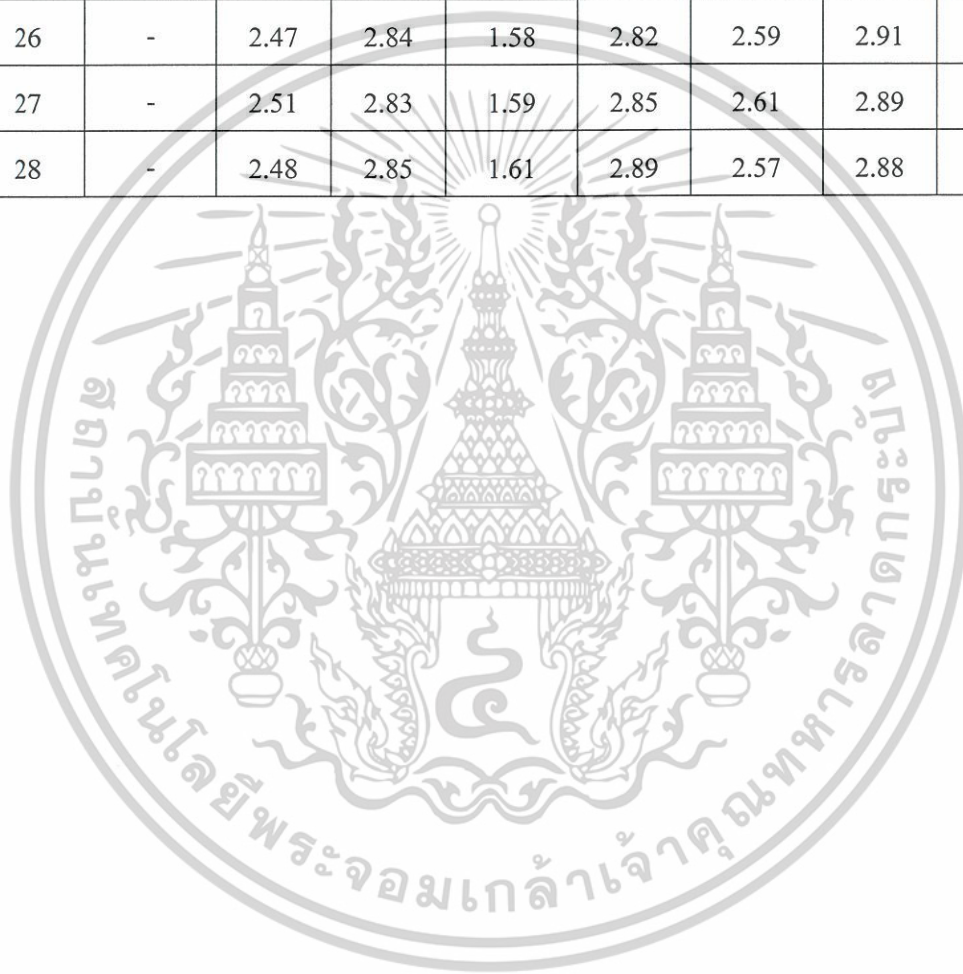 26 - 2.47 2.84 1.58 2.82 2.59 2.91
27 - 2.51 2.83 1.59 2.85 2.61 2.89
28 - 2.48 2.85 1.61 2.89 2.57 2.88
สถาบันเทคโนโลยีพระจอมเกล้าเจ้าคุณทหารลาดกระบัง
๔